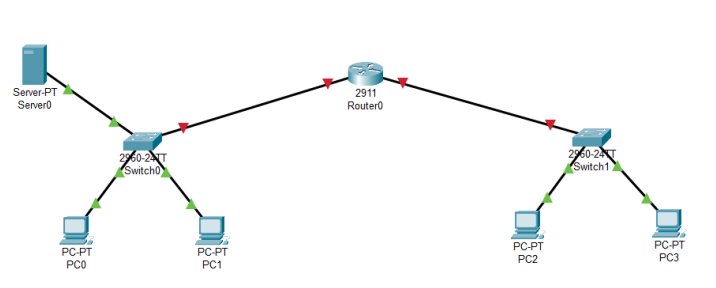 Server-PT
Server0
2911
Router0
2960-24TT
Switch0
2960-24TT
Switch1
PC-PT
PC0
PC-PT
PC1
PC-PT
PC2
PC-PT
PC3